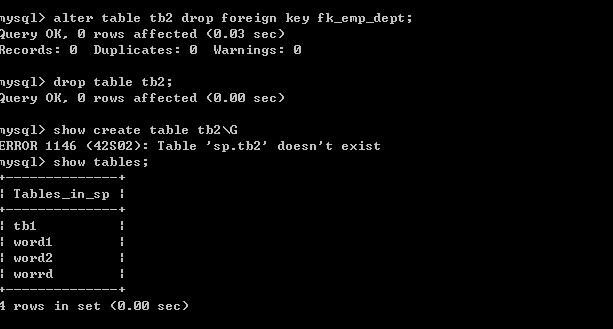 mysql> alter table tb2 drop foreign key fk_emp_dept;
Query OK, 0 rows affected (0.03 sec)
Records: 0  Duplicates: 0  Warnings: 0
mysql> drop table tb2;
Query OK, 0 rows affected (0.00 sec)
mysql> show create table tb2\G
ERROR 1146 (42S02): Table 'sp.tb2' doesn't exist
mysql> show tables;
+--------------+
| Tables_in_sp |
+--------------+
| tb1          |
| word1        |
| word2        |
| worrd        |
+--------------+
4 rows in set (0.00 sec)